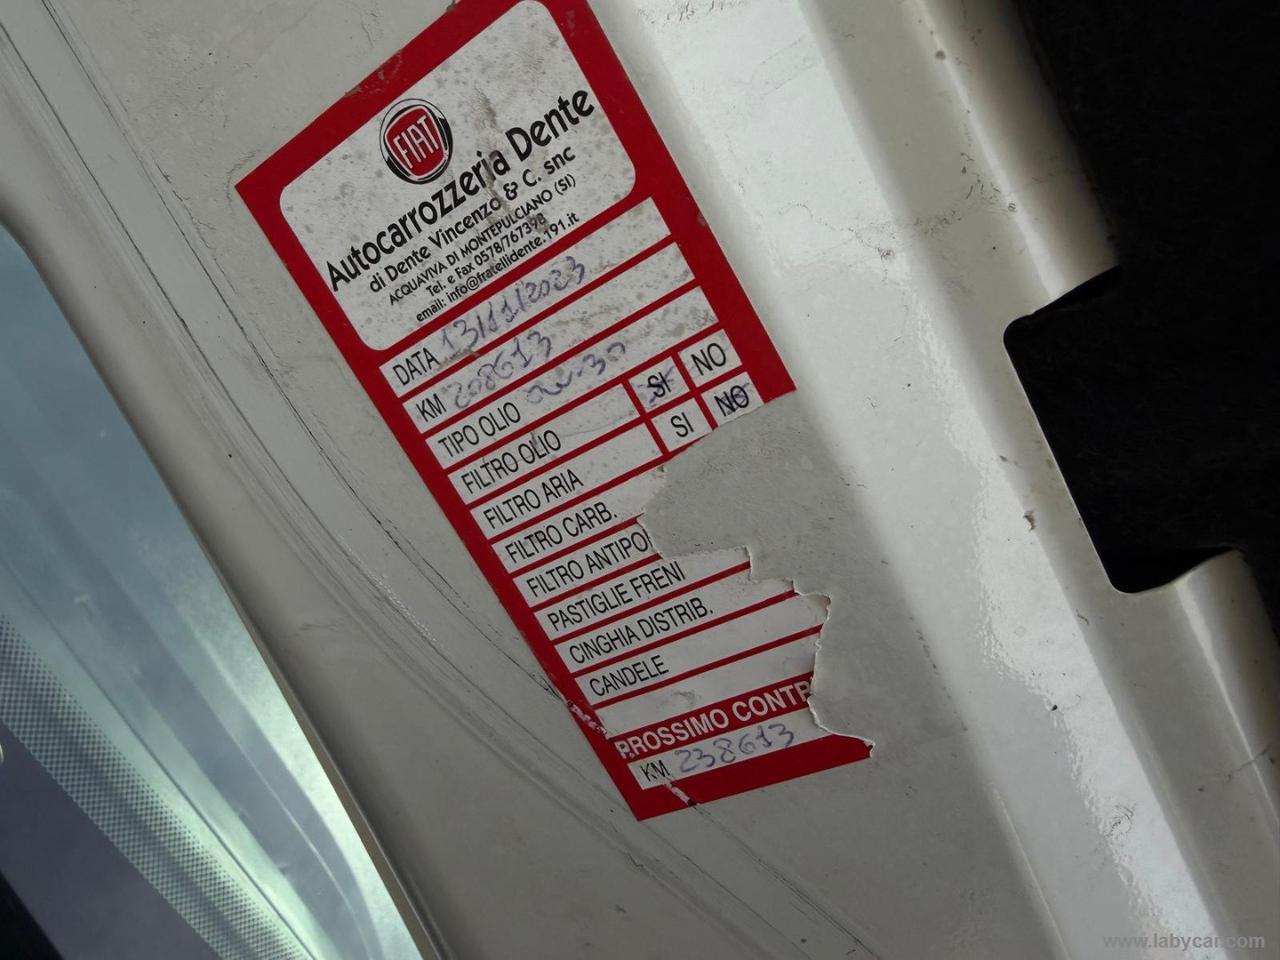 FIAT
Autocarrozzeria Dente
di Dente Vincenzo & C. snc
ACQUAVIVA DI MONTEPULCIANO (SI)
Tel. e Fax 0578/767398
email: info@fratellidente.191.it
DATA 13/11/2023
KM 208613
TIPO OLIO 0W-30
FILTRO OLIO SI NO
FILTRO ARIA SI NO
FILTRO CARB.
FILTRO ANTIPO
PASTIGLIE FRENI
CINGHIA DISTRIB.
CANDELE
PROSSIMO CONTR
KM 238613
www.labycar.com